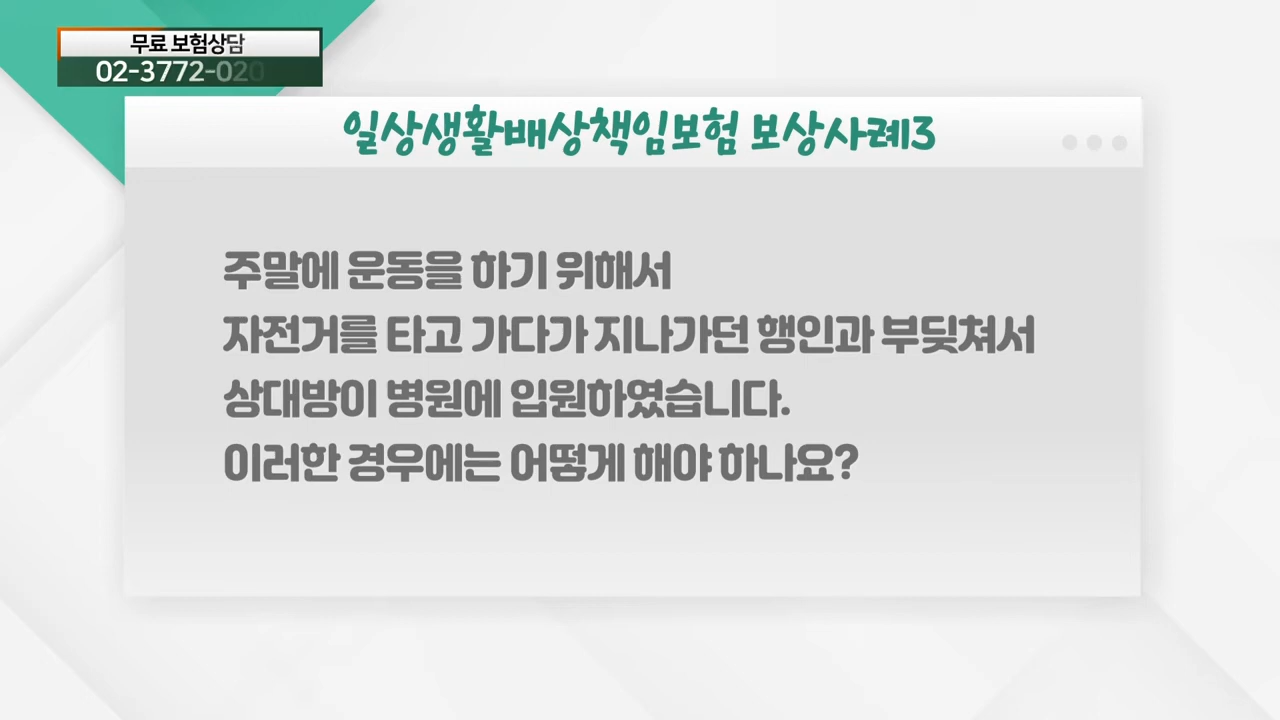 무료 보험상담
02-3772-020
일상생활배상책임보험 보상사례3
주말에 운동을 하기 위해서
자전거를 타고 가다가 지나가던 행인과 부딪쳐서
상대방이 병원에 입원하였습니다.
이러한 경우에는 어떻게 해야 하나요?